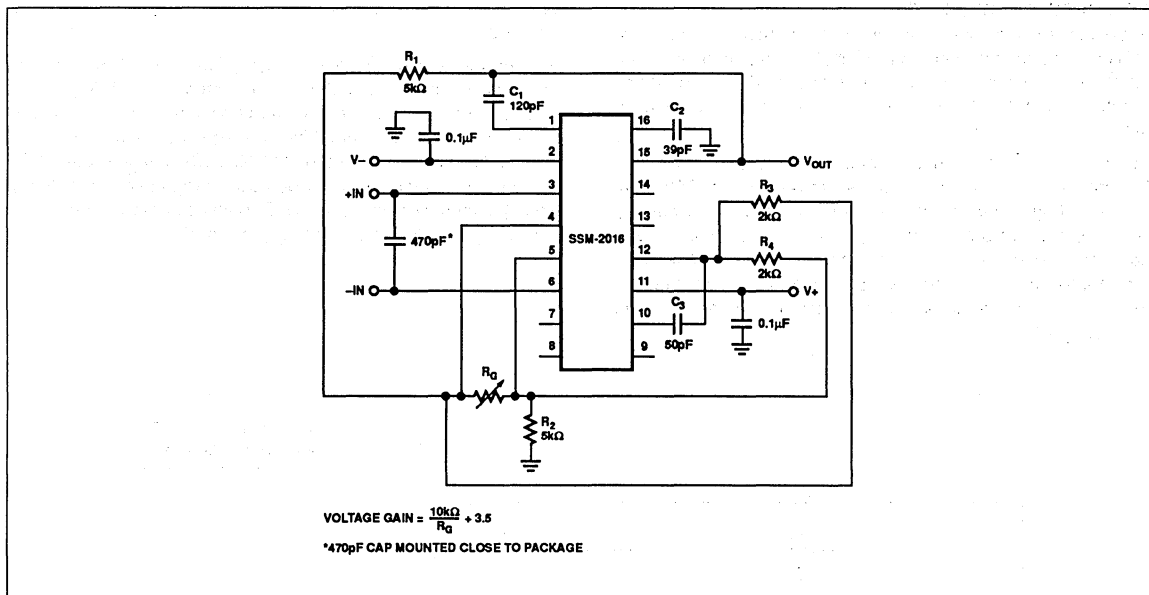 R1
5kΩ
C1
120pF
0.1µF
V–
+IN
470pF*
–IN
1
2
3
4
5
6
7
8
SSM-2016
16
15
14
13
12
11
10
9
C2
39pF
VOUT
R3
2kΩ
R4
2kΩ
V+
C3
50pF
0.1µF
RG
R2
5kΩ
VOLTAGE GAIN = 10kΩ / RG + 3.5
*470pF CAP MOUNTED CLOSE TO PACKAGE